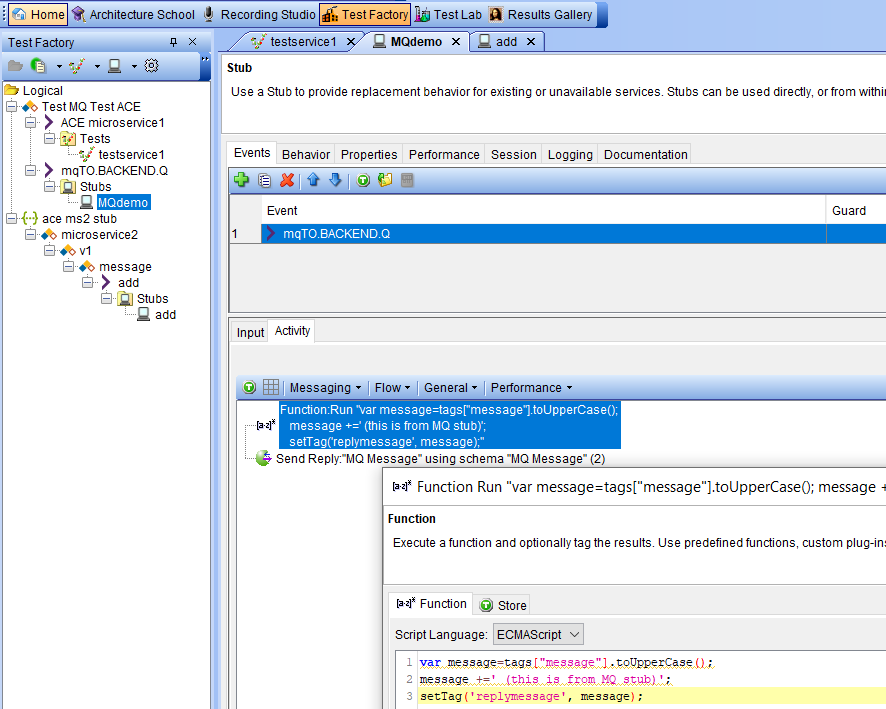 Home Architecture School Recording Studio Test Factory Test Lab Results Gallery
Test Factory
testservice1 MQdemo add
Stub
Use a Stub to provide replacement behavior for existing or unavailable services. Stubs can be used directly, or from within
Logical
Test MQ Test ACE
ACE microservice1
Tests
testservice1
mqTO.BACKEND.Q
Stubs
MQdemo
ace ms2 stub
microservice2
v1
message
add
Stubs
add
Events Behavior Properties Performance Session Logging Documentation
Event Guard
1 mqTO.BACKEND.Q
Input Activity
Messaging Flow General Performance
[a-z]* Function:Run "var message=tags["message"].toUpperCase();
message +=' (this is from MQ stub)';
setTag('replymessage', message);"
Send Reply:"MQ Message" using schema "MQ Message" (2)
[a-z]* Function Run "var message=tags["message"].toUpperCase(); message +
Function
Execute a function and optionally tag the results. Use predefined functions, custom plug-ins
[a-z]* Function Store
Script Language: ECMAScript
1 var message=tags["message"].toUpperCase();
2 message +=' (this is from MQ stub)';
3 setTag('replymessage', message);